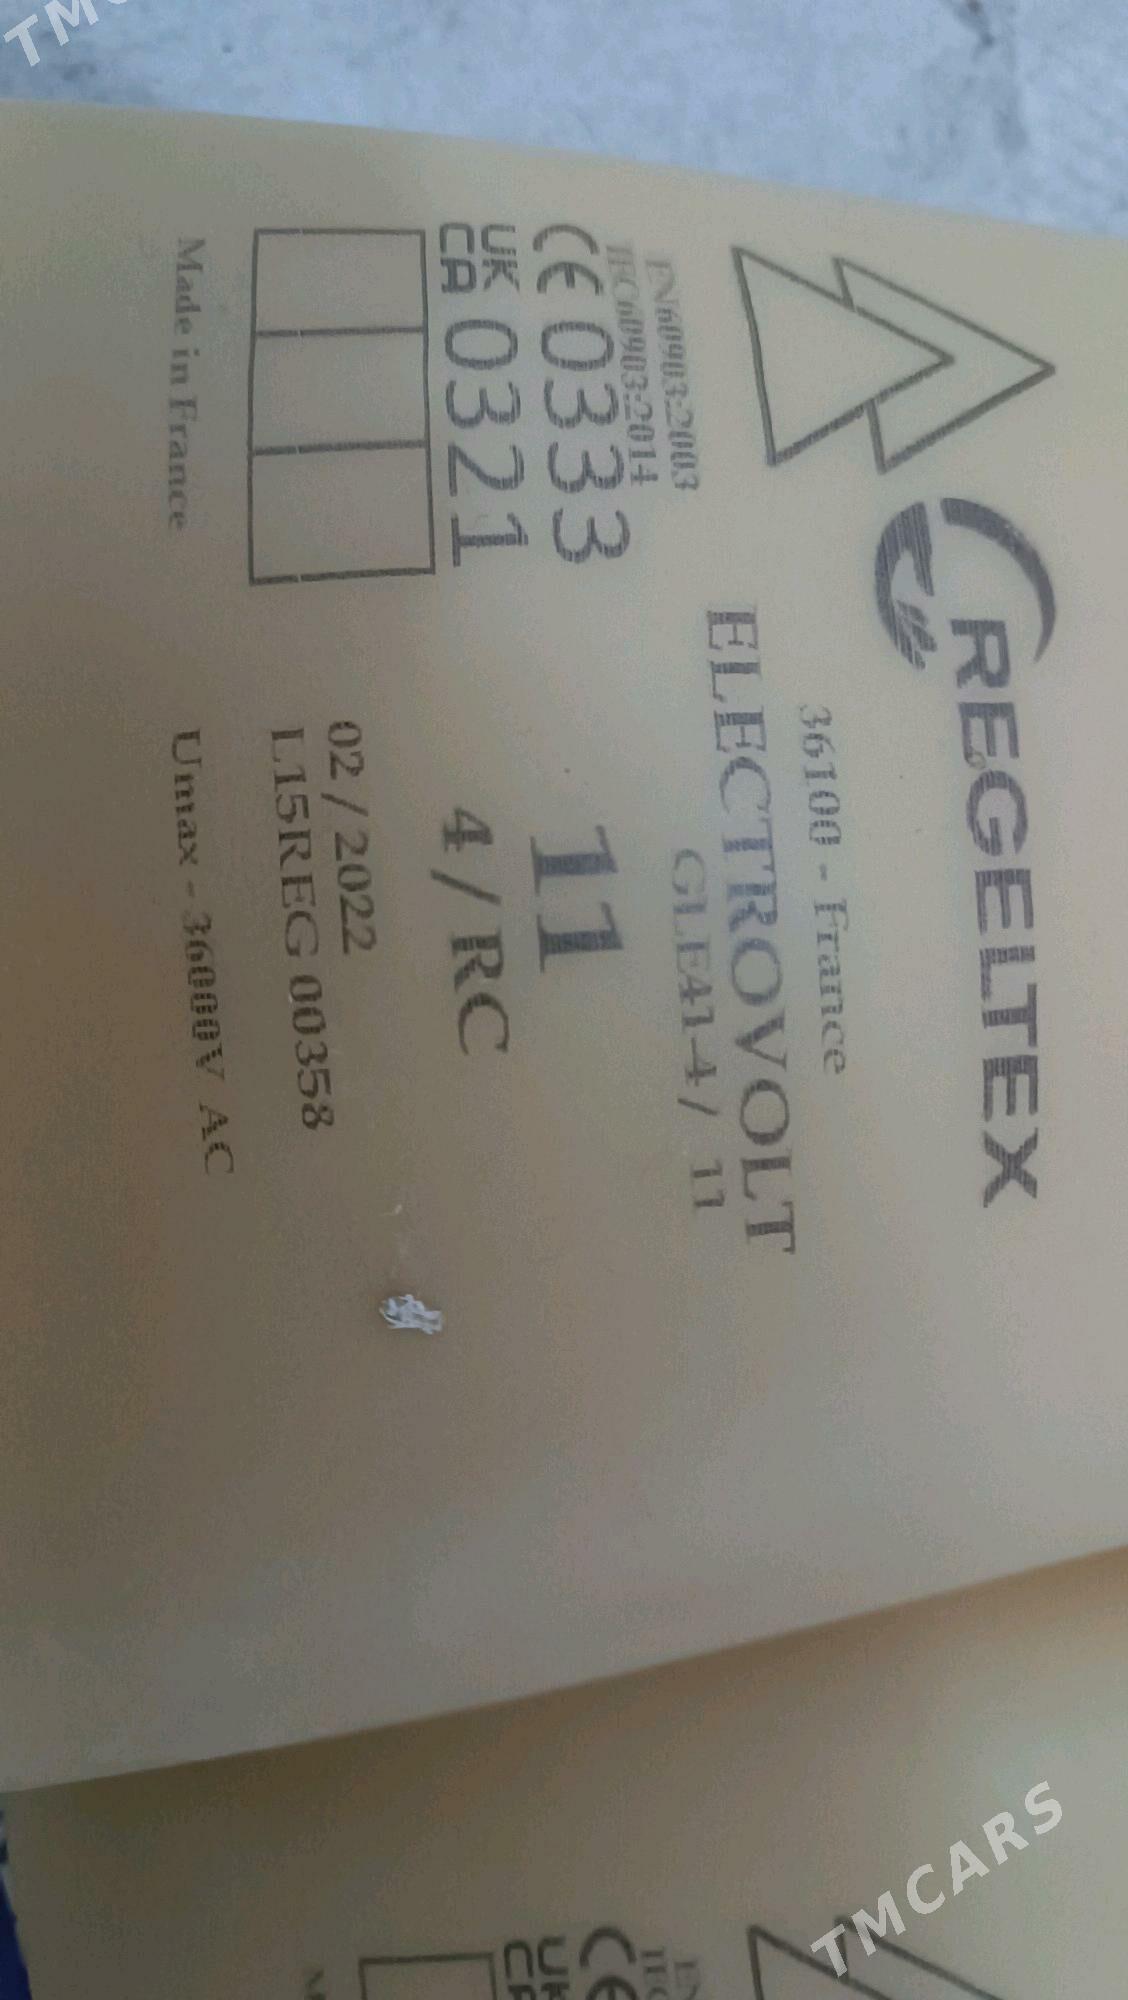 REGELTEX
36100 - France
ELECTROVOLT
GLE41-4 / 11
EN60903:2003
IEC60903:2014
CE 0333
UK
CA 0321
11
4 / RC
02 / 2022
L15REG 00358
Made in France
Umax - 36000V AC
TMCARS